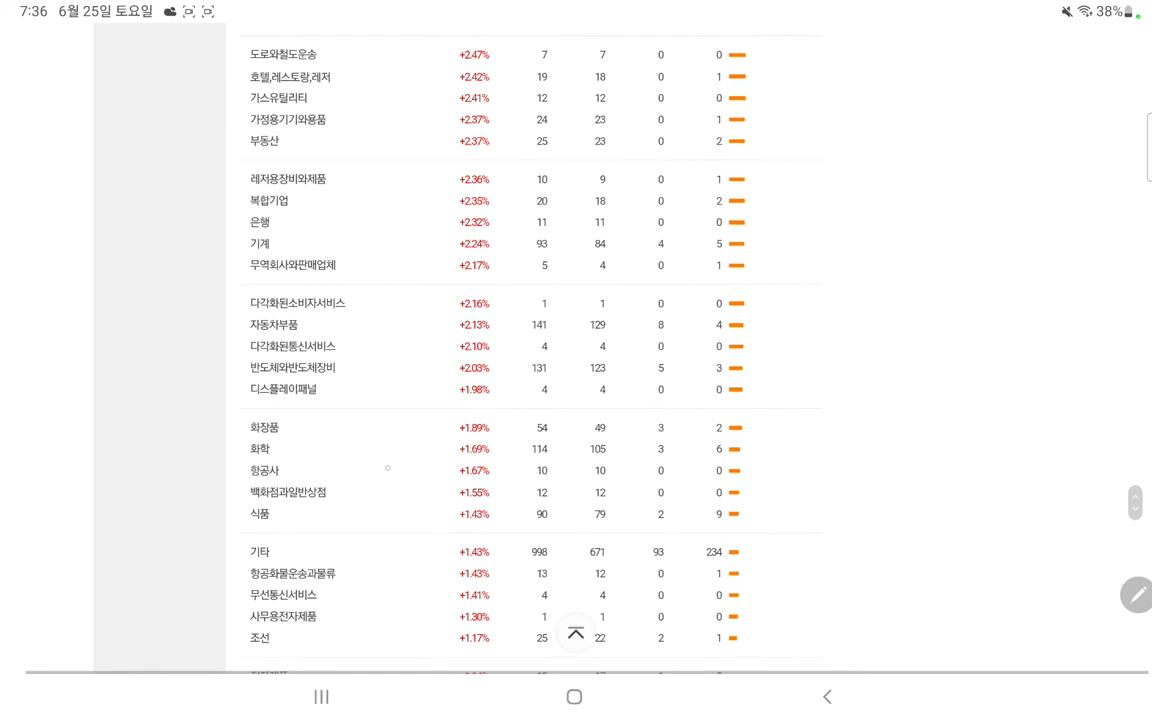 7:36 6월 25일 토요일 38%
도로와철도운송 +2.47% 7 7 0 0
호텔,레스토랑,레저 +2.42% 19 18 0 1
가스유틸리티 +2.41% 12 12 0 0
가정용기기와용품 +2.37% 24 23 0 1
부동산 +2.37% 25 23 0 2
레저용장비와제품 +2.36% 10 9 0 1
복합기업 +2.35% 20 18 0 2
은행 +2.32% 11 11 0 0
기계 +2.24% 93 84 4 5
무역회사와판매업체 +2.17% 5 4 0 1
다각화된소비자서비스 +2.16% 1 1 0 0
자동차부품 +2.13% 141 129 8 4
다각화된통신서비스 +2.10% 4 4 0 0
반도체와반도체장비 +2.03% 131 123 5 3
디스플레이패널 +1.98% 4 4 0 0
화장품 +1.89% 54 49 3 2
화학 +1.69% 114 105 3 6
항공사 +1.67% 10 10 0 0
백화점과일반상점 +1.55% 12 12 0 0
식품 +1.43% 90 79 2 9
기타 +1.43% 998 671 93 234
항공화물운송과물류 +1.43% 13 12 0 1
무선통신서비스 +1.41% 4 4 0 0
사무용전자제품 +1.30% 1 1 0 0
조선 +1.17% 25 22 2 1